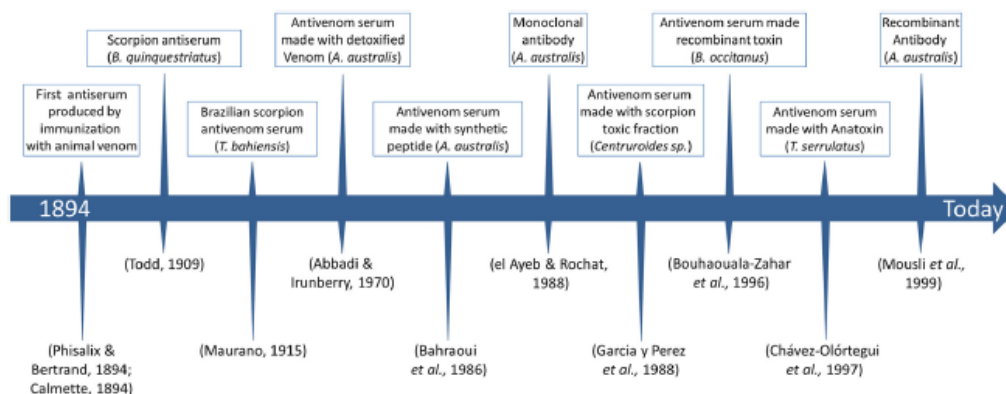 Scorpion antiserum
(B. quinquestriatus)
Antivenom serum
made with detoxified
Venom (A. australis)
Monoclonal
antibody
(A. australis)
Antivenom serum made
recombinant toxin
(B. occitanus)
Recombinant
Antibody
(A. australis)
First antiserum
produced by
immunization
with animal venom
Brazilian scorpion
antivenom serum
(T. bahiensis)
Antivenom serum
made with synthetic
peptide (A. australis)
Antivenom serum
made with scorpion
toxic fraction
(Centruroides sp.)
Antivenom serum
made with Anatoxin
(T. serrulatus)
1894
Today
(Todd, 1909)
(Abbadi &
Irunberry, 1970)
(el Ayeb & Rochat,
1988)
(Bouhaouala-Zahar
et al., 1996)
(Mousli et al.,
1999)
(Phisalix &
Bertrand, 1894;
Calmette, 1894)
(Maurano, 1915)
(Bahraoui
et al., 1986)
(Garcia y Perez
et al., 1988)
(Chávez-Olórtegui
et al., 1997)